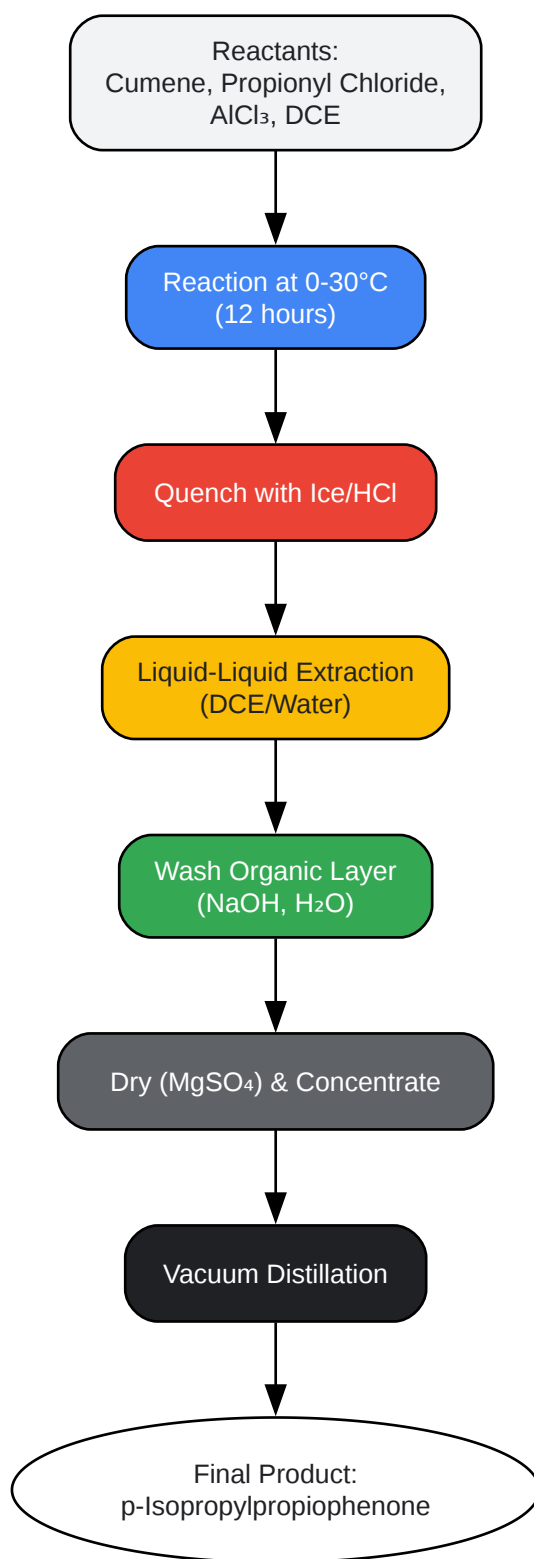 Reactants:
Cumene, Propionyl Chloride,
AlCl₃, DCE
Reaction at 0-30°C
(12 hours)
Quench with Ice/HCl
Liquid-Liquid Extraction
(DCE/Water)
Wash Organic Layer
(NaOH, H₂O)
Dry (MgSO₄) & Concentrate
Vacuum Distillation
Final Product:
p-Isopropylpropiophenone